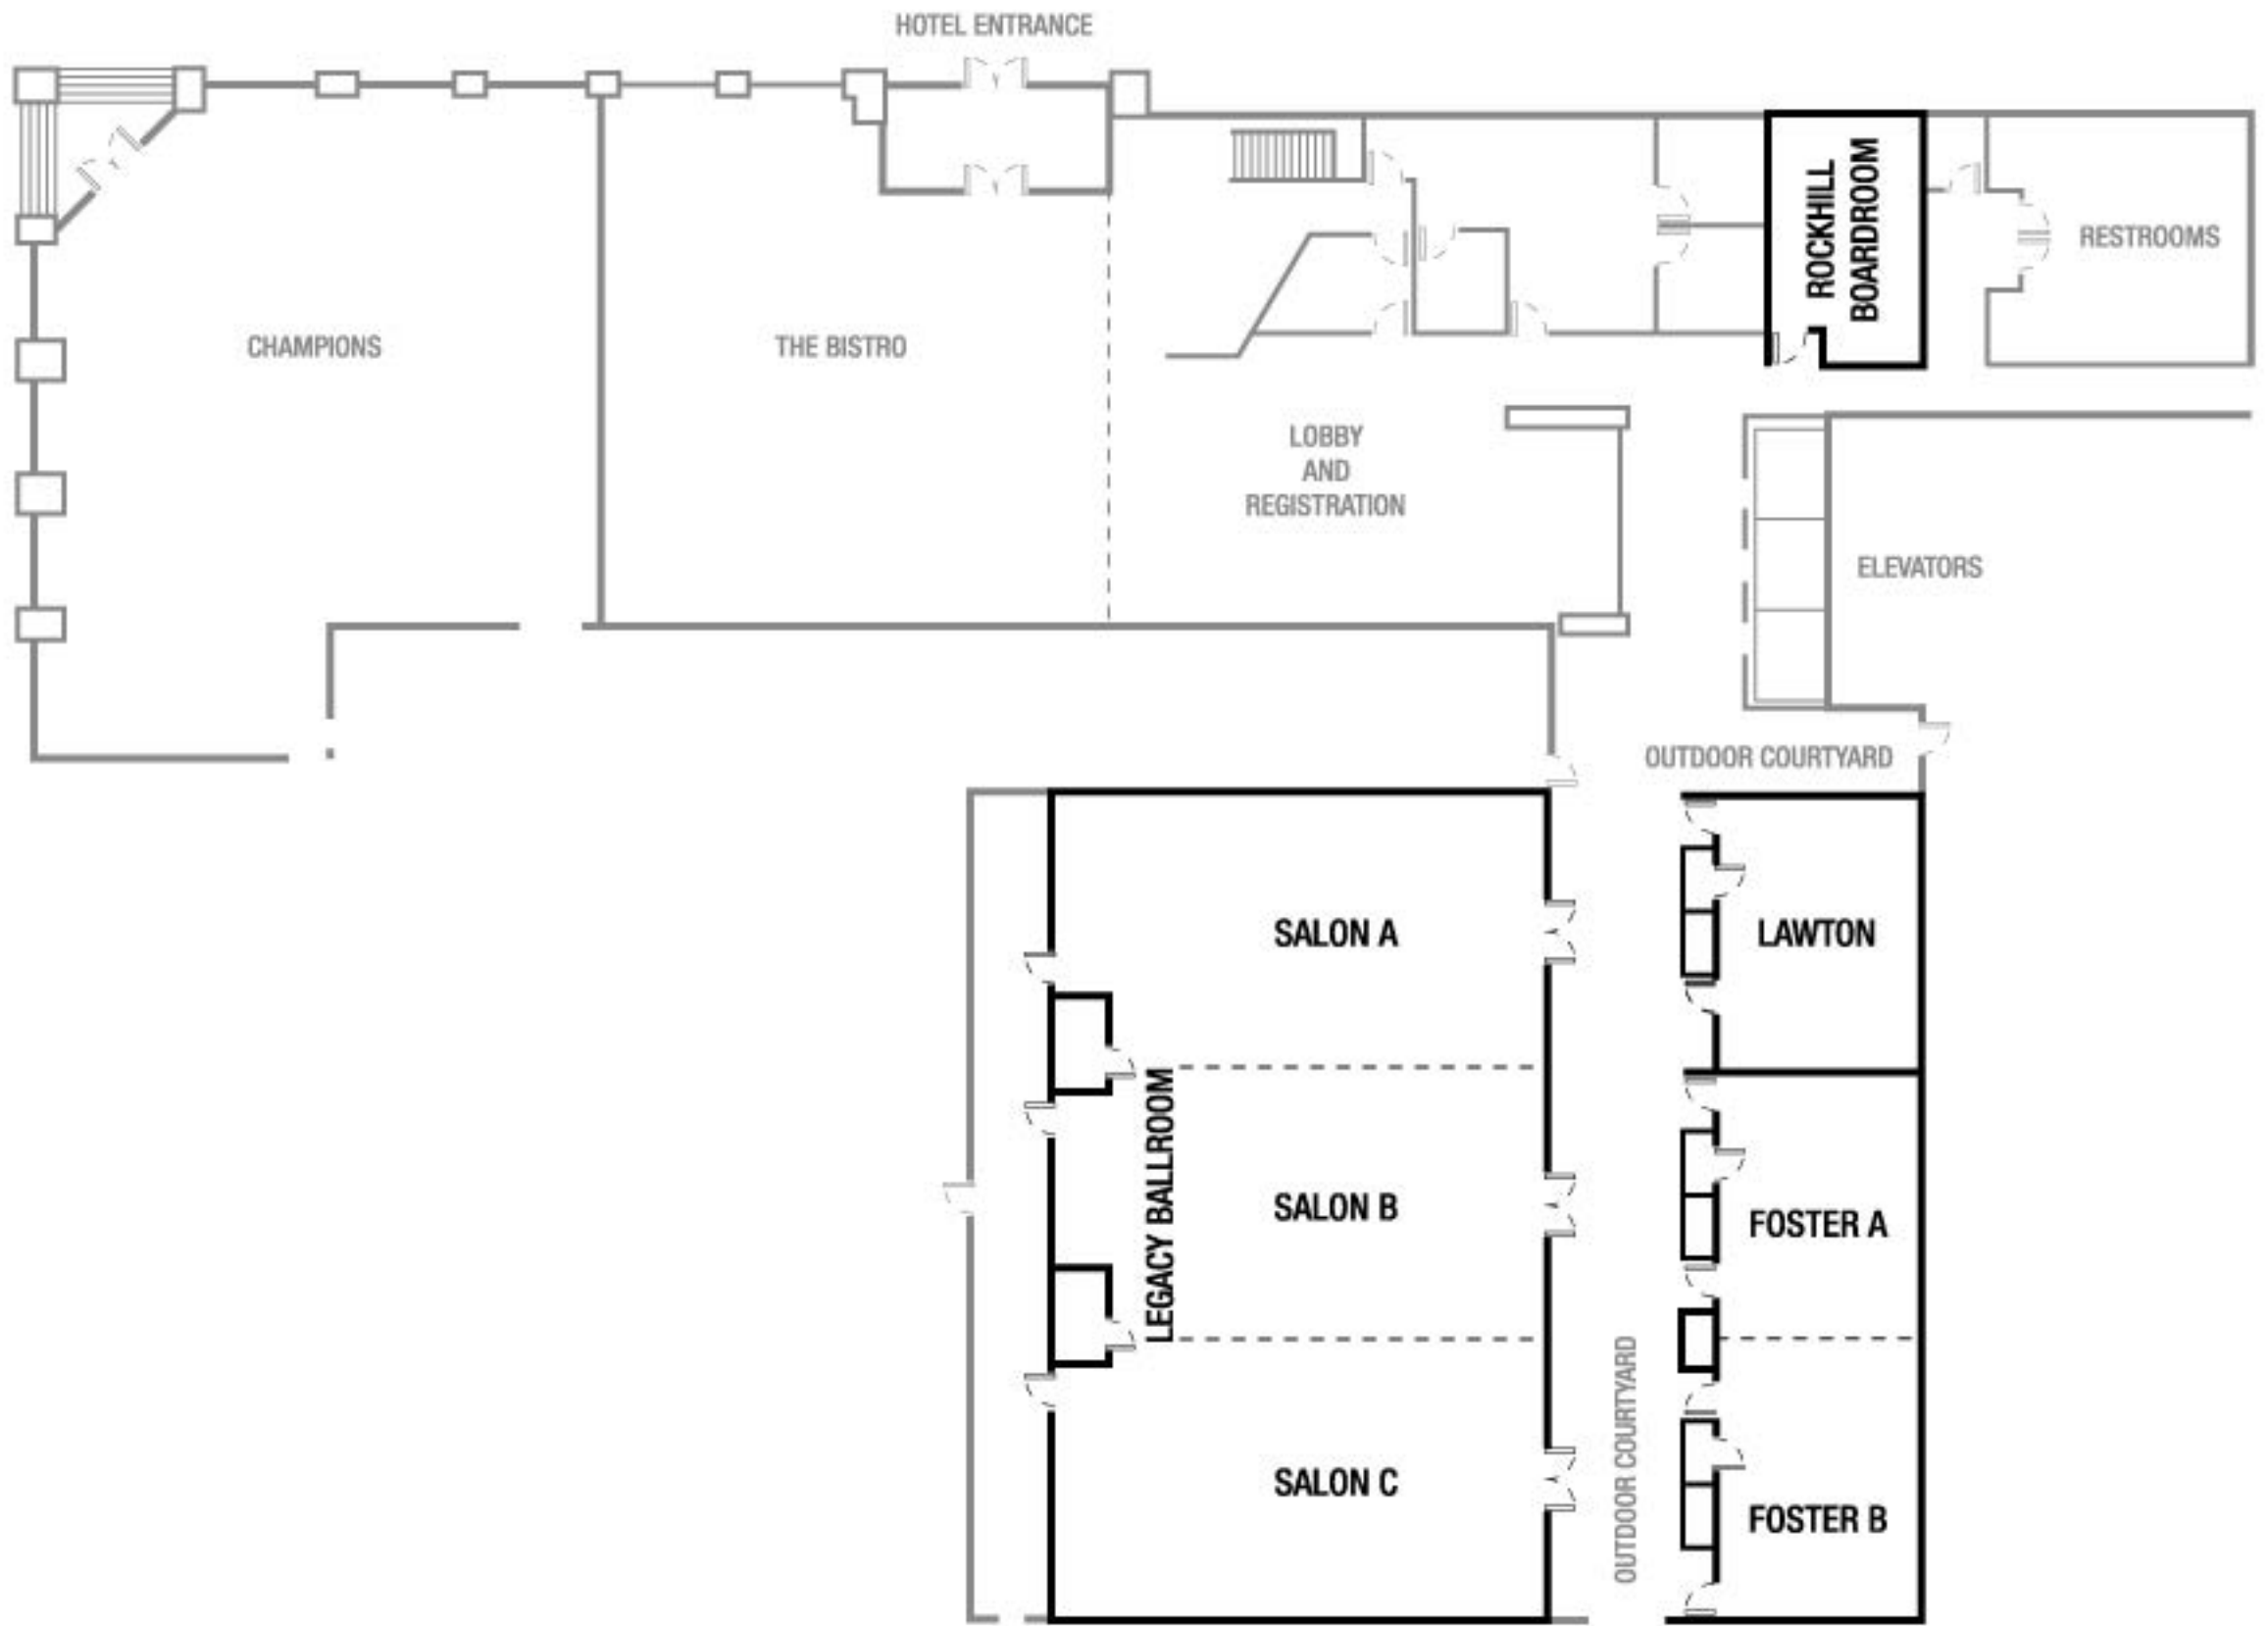 HOTEL ENTRANCE
ROCKHILL
BOARDROOM
RESTROOMS
CHAMPIONS
THE BISTRO
LOBBY
AND
REGISTRATION
ELEVATORS
OUTDOOR COURTYARD
SALON A
LAWTON
LEGACY BALLROOM
SALON B
FOSTER A
OUTDOOR COURTYARD
SALON C
FOSTER B